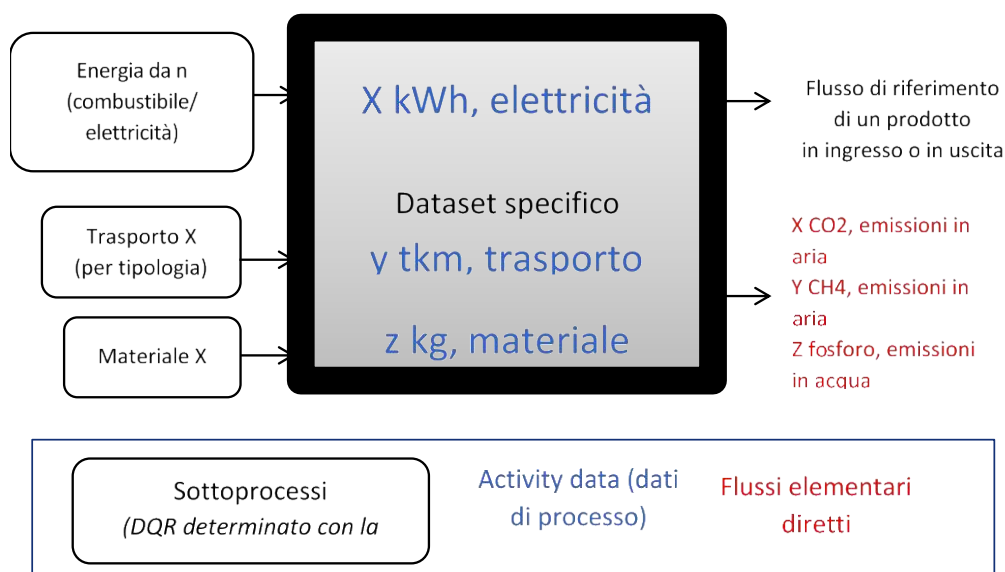 Energia da n
(combustibile/
elettricità)
X kWh, elettricità
Flusso di riferimento
di un prodotto
in ingresso o in uscita
Dataset specifico
Trasporto X
(per tipologia)
y tkm, trasporto
X CO2, emissioni in
aria
Y CH4, emissioni in
aria
Z fosforo, emissioni
in acqua
Materiale X
z kg, materiale
Sottoprocessi
(DQR determinato con la
Activity data (dati
di processo)
Flussi elementari
diretti